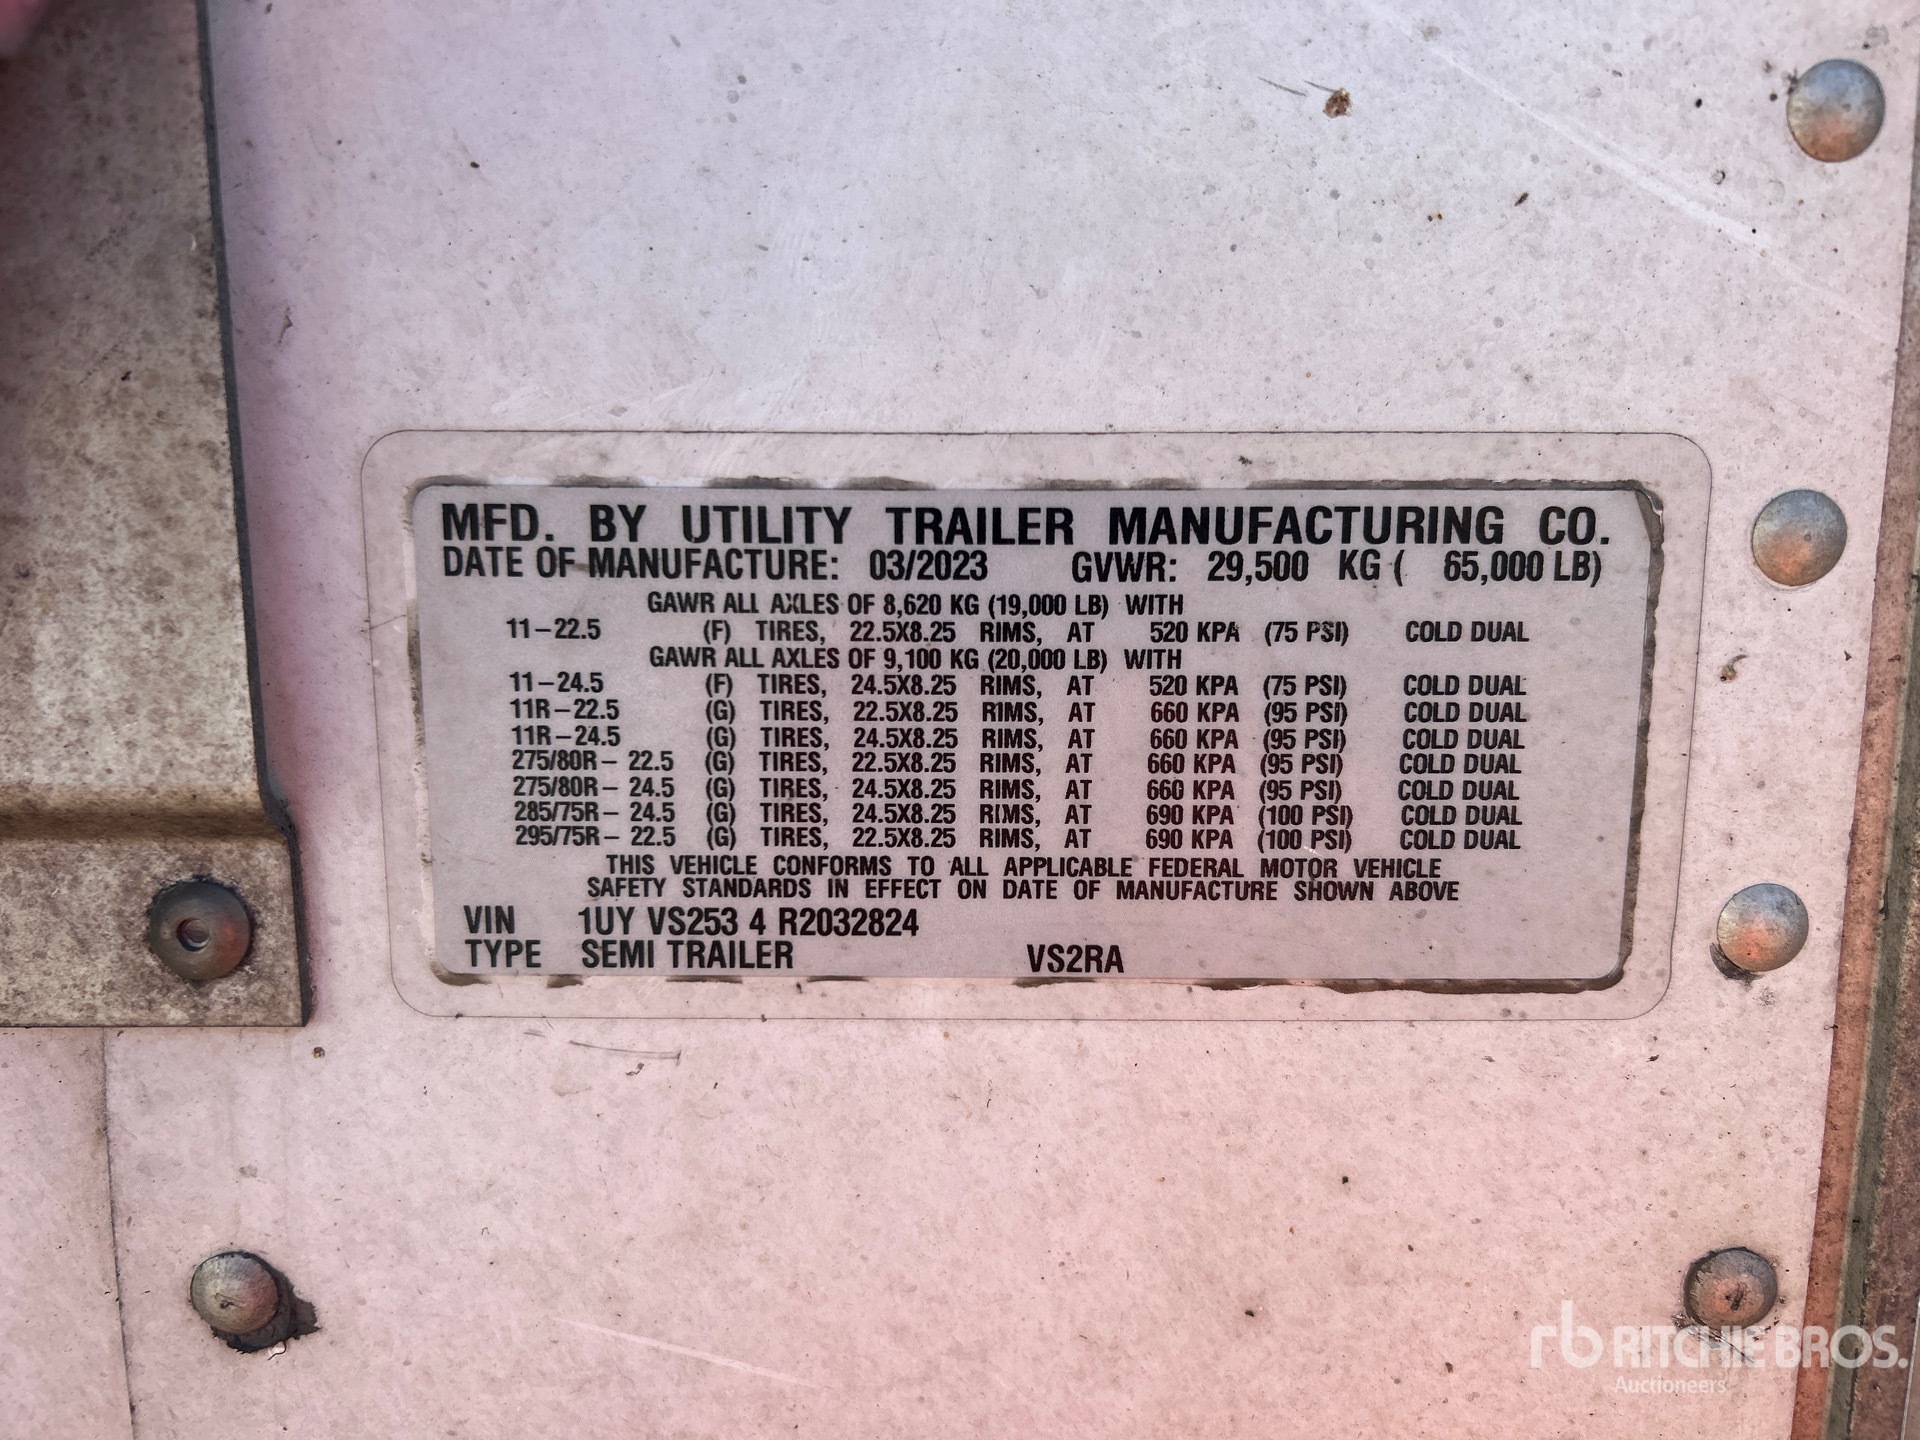 MFD. BY UTILITY TRAILER MANUFACTURING CO.
DATE OF MANUFACTURE: 03/2023 GVWR: 29,500 KG ( 65,000 LB)
GAWR ALL AXLES OF 8,620 KG (19,000 LB) WITH
11-22.5 (F) TIRES, 22.5X8.25 RIMS, AT 520 KPA (75 PSI) COLD DUAL
GAWR ALL AXLES OF 9,100 KG (20,000 LB) WITH
11-24.5 (F) TIRES, 24.5X8.25 RIMS, AT 520 KPA (75 PSI) COLD DUAL
11R-22.5 (G) TIRES, 22.5X8.25 RIMS, AT 660 KPA (95 PSI) COLD DUAL
11R-24.5 (G) TIRES, 24.5X8.25 RIMS, AT 660 KPA (95 PSI) COLD DUAL
275/80R- 22.5 (G) TIRES, 22.5X8.25 RIMS, AT 660 KPA (95 PSI) COLD DUAL
275/80R- 24.5 (G) TIRES, 24.5X8.25 RIMS, AT 660 KPA (95 PSI) COLD DUAL
285/75R- 24.5 (G) TIRES, 24.5X8.25 RIMS, AT 690 KPA (100 PSI) COLD DUAL
295/75R- 22.5 (G) TIRES, 22.5X8.25 RIMS, AT 690 KPA (100 PSI) COLD DUAL
THIS VEHICLE CONFORMS TO ALL APPLICABLE FEDERAL MOTOR VEHICLE
SAFETY STANDARDS IN EFFECT ON DATE OF MANUFACTURE SHOWN ABOVE
VIN 1UY VS253 4 R2032824
TYPE SEMI TRAILER VS2RA
rb RITCHIE BROS.
Auctioneers